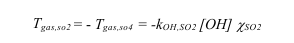 T_gas,so2 = - T_gas,so4 = -k_OH,SO2 [OH] χ_SO2